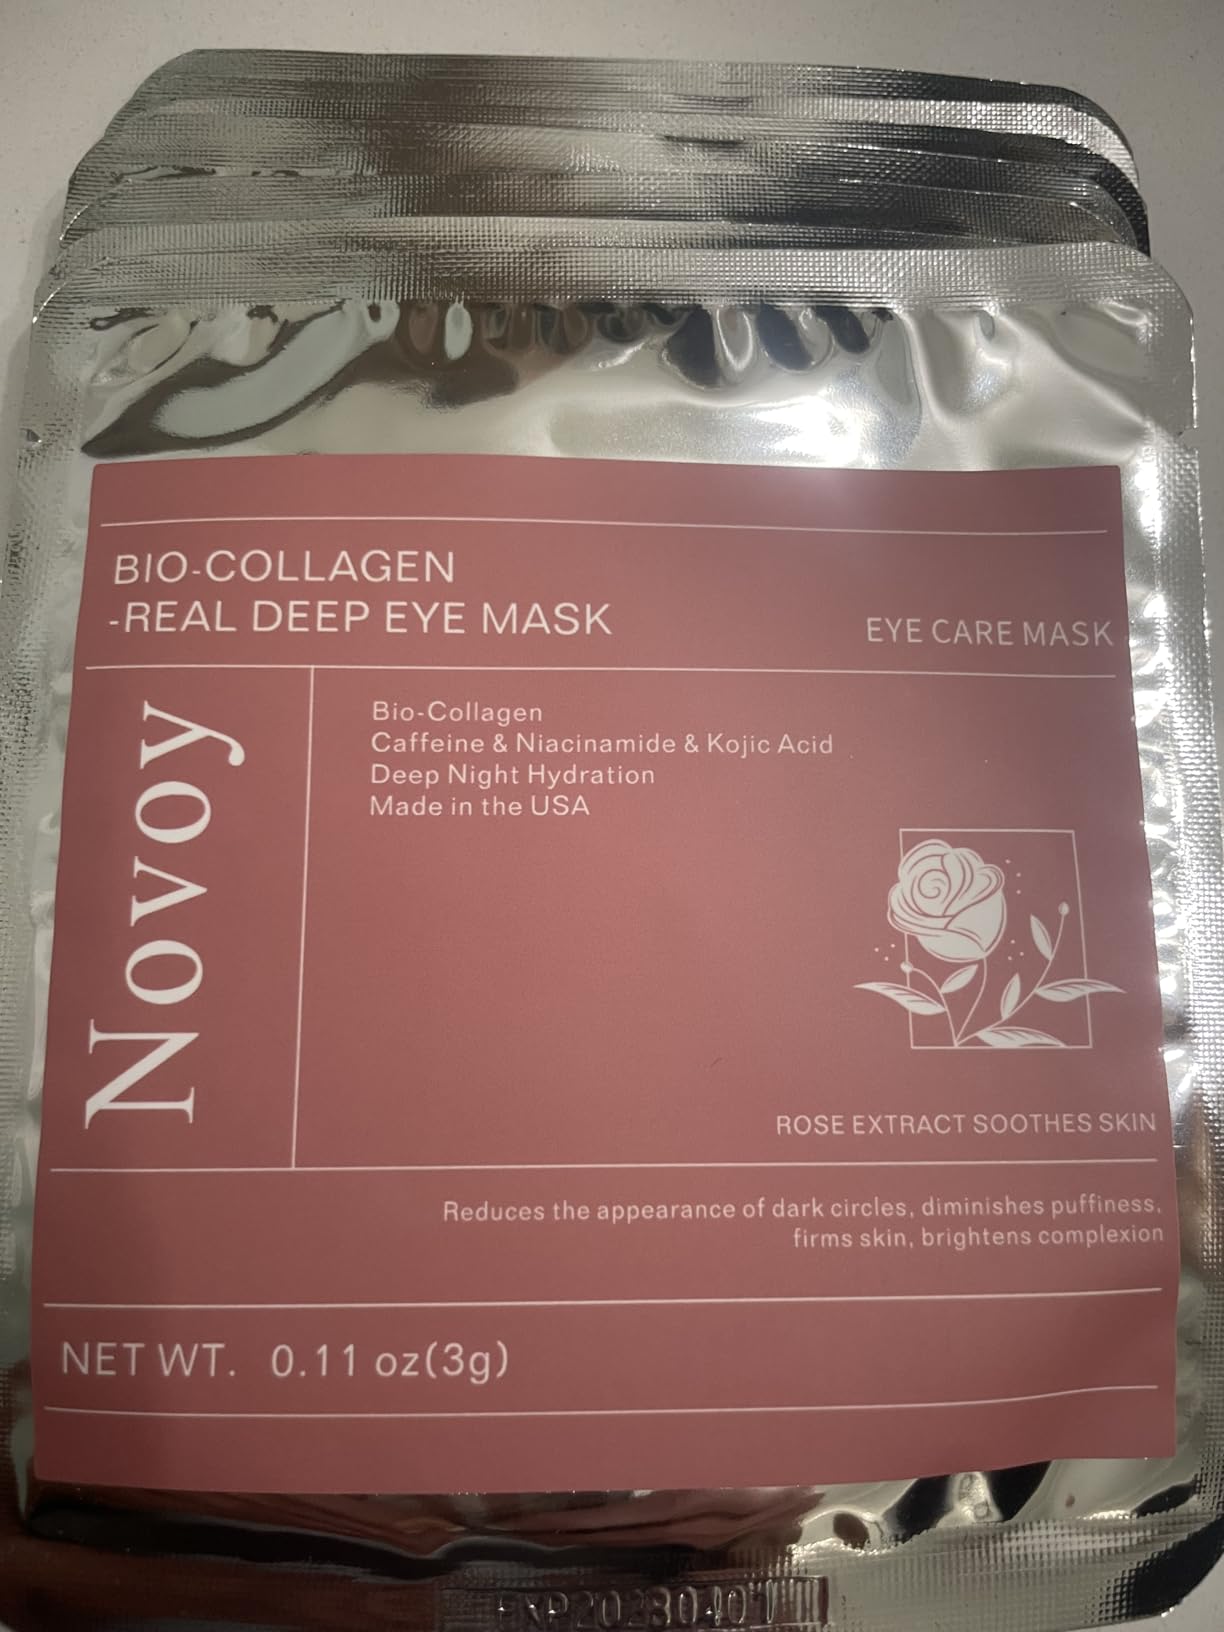 BIO-COLLAGEN
-REAL DEEP EYE MASK
EYE CARE MASK
Novoy
Bio-Collagen
Caffeine & Niacinamide & Kojic Acid
Deep Night Hydration
Made in the USA
ROSE EXTRACT SOOTHES SKIN
Reduces the appearance of dark circles, diminishes puffiness,
firms skin, brightens complexion
NET WT. 0.11 oz(3g)